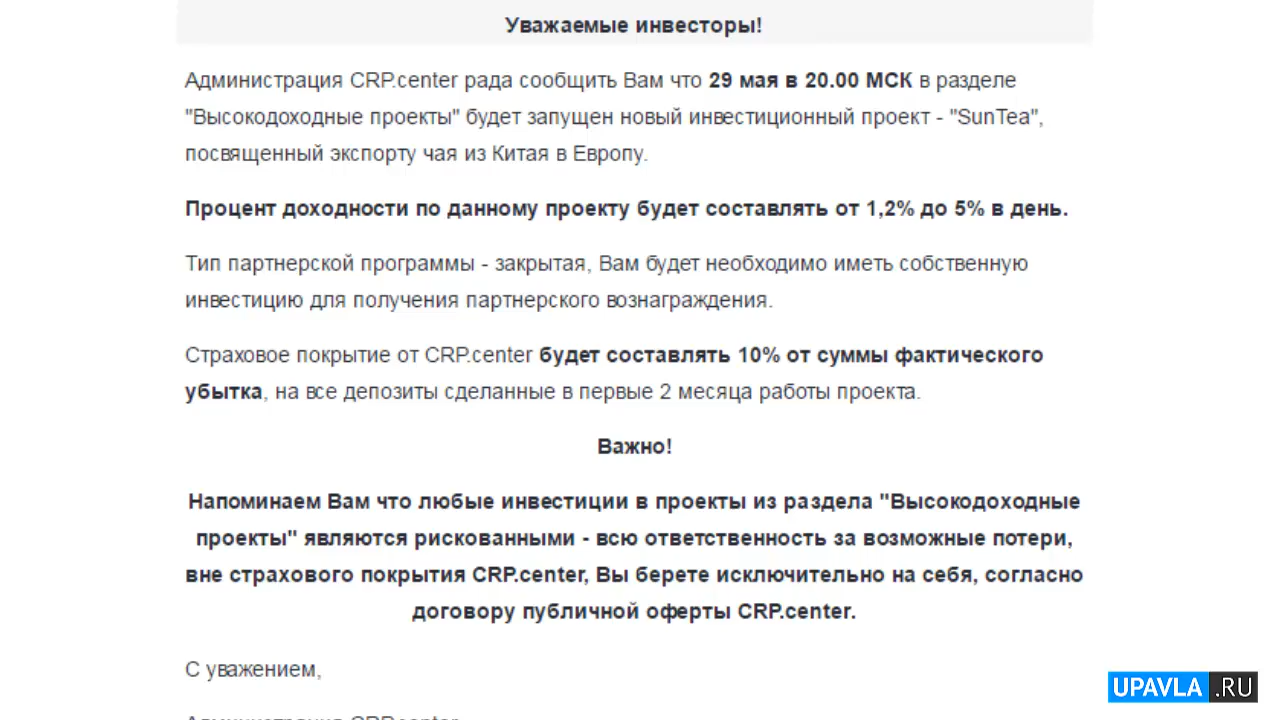 Уважаемые инвесторы!
Администрация CRP.center рада сообщить Вам что 29 мая в 20.00 МСК в разделе
"Высокодоходные проекты" будет запущен новый инвестиционный проект - "SunTea",
посвященный экспорту чая из Китая в Европу.
Процент доходности по данному проекту будет составлять от 1,2% до 5% в день.
Тип партнерской программы - закрытая, Вам будет необходимо иметь собственную
инвестицию для получения партнерского вознаграждения.
Страховое покрытие от CRP.center будет составлять 10% от суммы фактического
убытка, на все депозиты сделанные в первые 2 месяца работы проекта.
Важно!
Напоминаем Вам что любые инвестиции в проекты из раздела "Высокодоходные
проекты" являются рискованными - всю ответственность за возможные потери,
вне страхового покрытия CRP.center, Вы берете исключительно на себя, согласно
договору публичной оферты CRP.center.
С уважением,
Администрация CRP.center
UPAVLA.RU